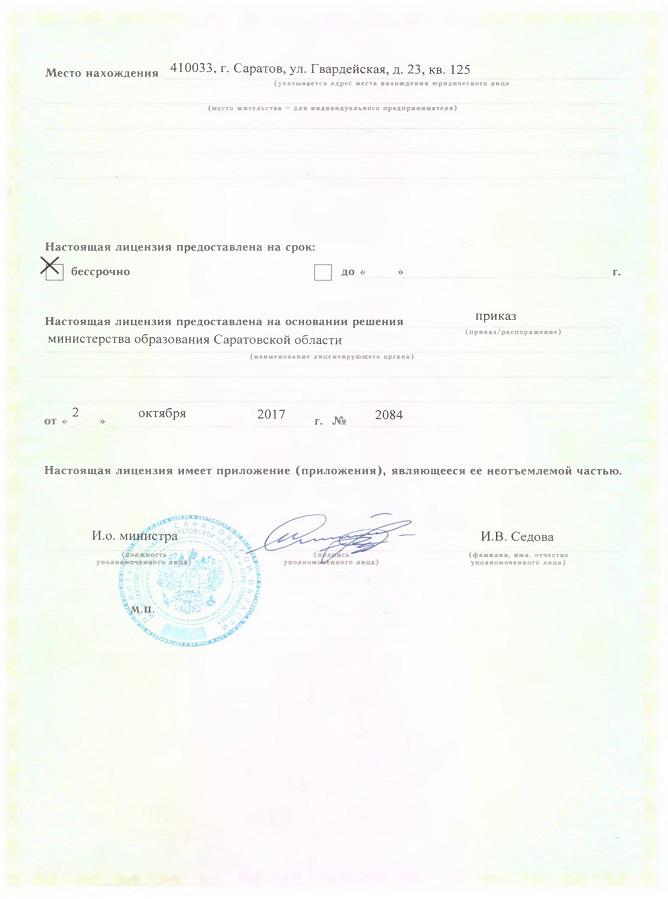 Место нахождения 410033, г. Саратов, ул. Гвардейская, д. 23, кв. 125
(указывается адрес места нахождения юридического лица
(место жительства – для индивидуального предпринимателя)
Настоящая лицензия предоставлена на срок:
бессрочно до « » г.
Настоящая лицензия предоставлена на основании решения приказ
(приказ/распоряжение)
министерства образования Саратовской области
(наименование лицензирующего органа)
от « 2 » октября 2017 г. № 2084
Настоящая лицензия имеет приложение (приложения), являющееся ее неотъемлемой частью.
И.о. министра И.В. Седова
(должность (подпись (фамилия, имя, отчество
уполномоченного лица) уполномоченного лица) уполномоченного лица)
М.П.
САРАТОВСКОЙ ОБЛАСТИ